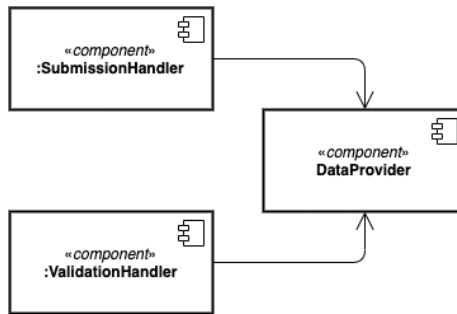 «component»
:SubmissionHandler
«component»
DataProvider
«component»
:ValidationHandler